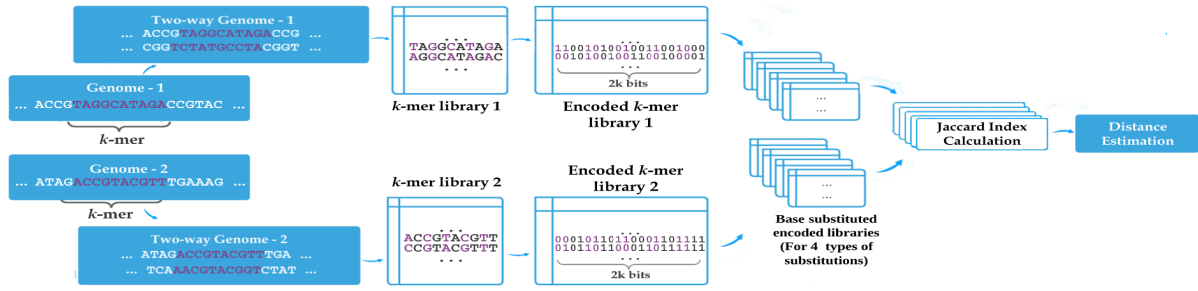 Two-way Genome - 1
... ACCGTAGGCATAGACCG ...
... CGGTCTATGCCTACGGT ...
Genome - 1
... ACCGTAGGCATAGACCGTAC ...
k-mer
...
TAGGCATAGA
AGGCATAGAC
...
k-mer library 1
...
11001010010011001000
00101001001100100001
...
2k bits
Encoded k-mer
library 1
...
...
Genome - 2
... ATAGACCGTACGTTTGAAAG ...
k-mer
Two-way Genome - 2
... ATAGACCGTACGTTTGA ...
... TCAAACGTACGGTCTAT ...
k-mer library 2
...
ACCGTACGTT
CCGTACGTTT
...
Encoded k-mer
library 2
...
00010110110001101111
01011011000110111111
...
2k bits
...
...
Base substituted
encoded libraries
(For 4 types of
substitutions)
Jaccard Index
Calculation
Distance
Estimation